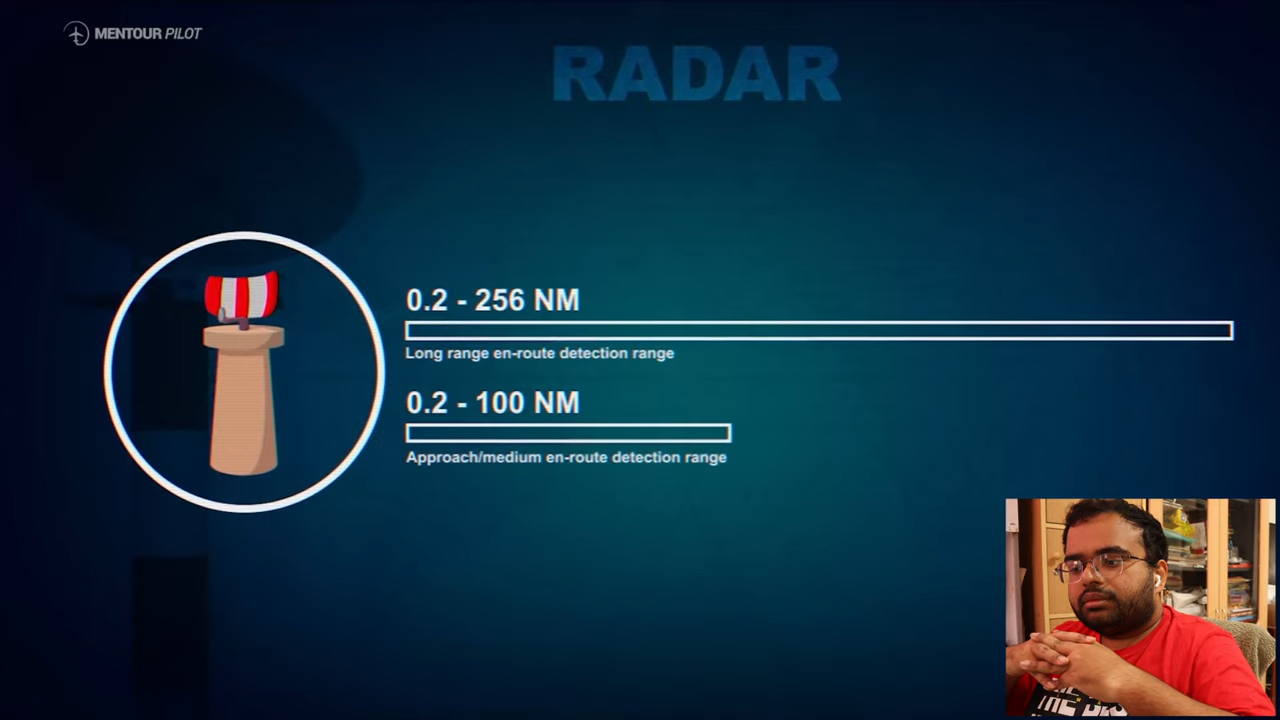 MENTOUR PILOT
RADAR
0.2 - 256 NM
Long range en-route detection range
0.2 - 100 NM
Approach/medium en-route detection range
THE